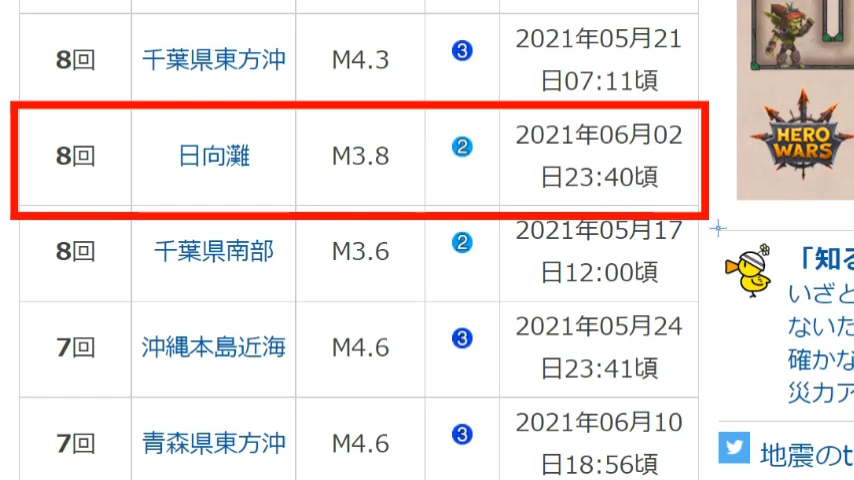 8回 千葉県東方沖 M4.3 3 2021年05月21
日07:11頃
8回 日向灘 M3.8 2 2021年06月02
日23:40頃
8回 千葉県南部 M3.6 2 2021年05月17
日12:00頃
7回 沖縄本島近海 M4.6 3 2021年05月24
日23:41頃
7回 青森県東方沖 M4.6 3 2021年06月10
日18:56頃
HERO
WARS
「知る
いざと
ないた
確かな
災力ア
地震のt